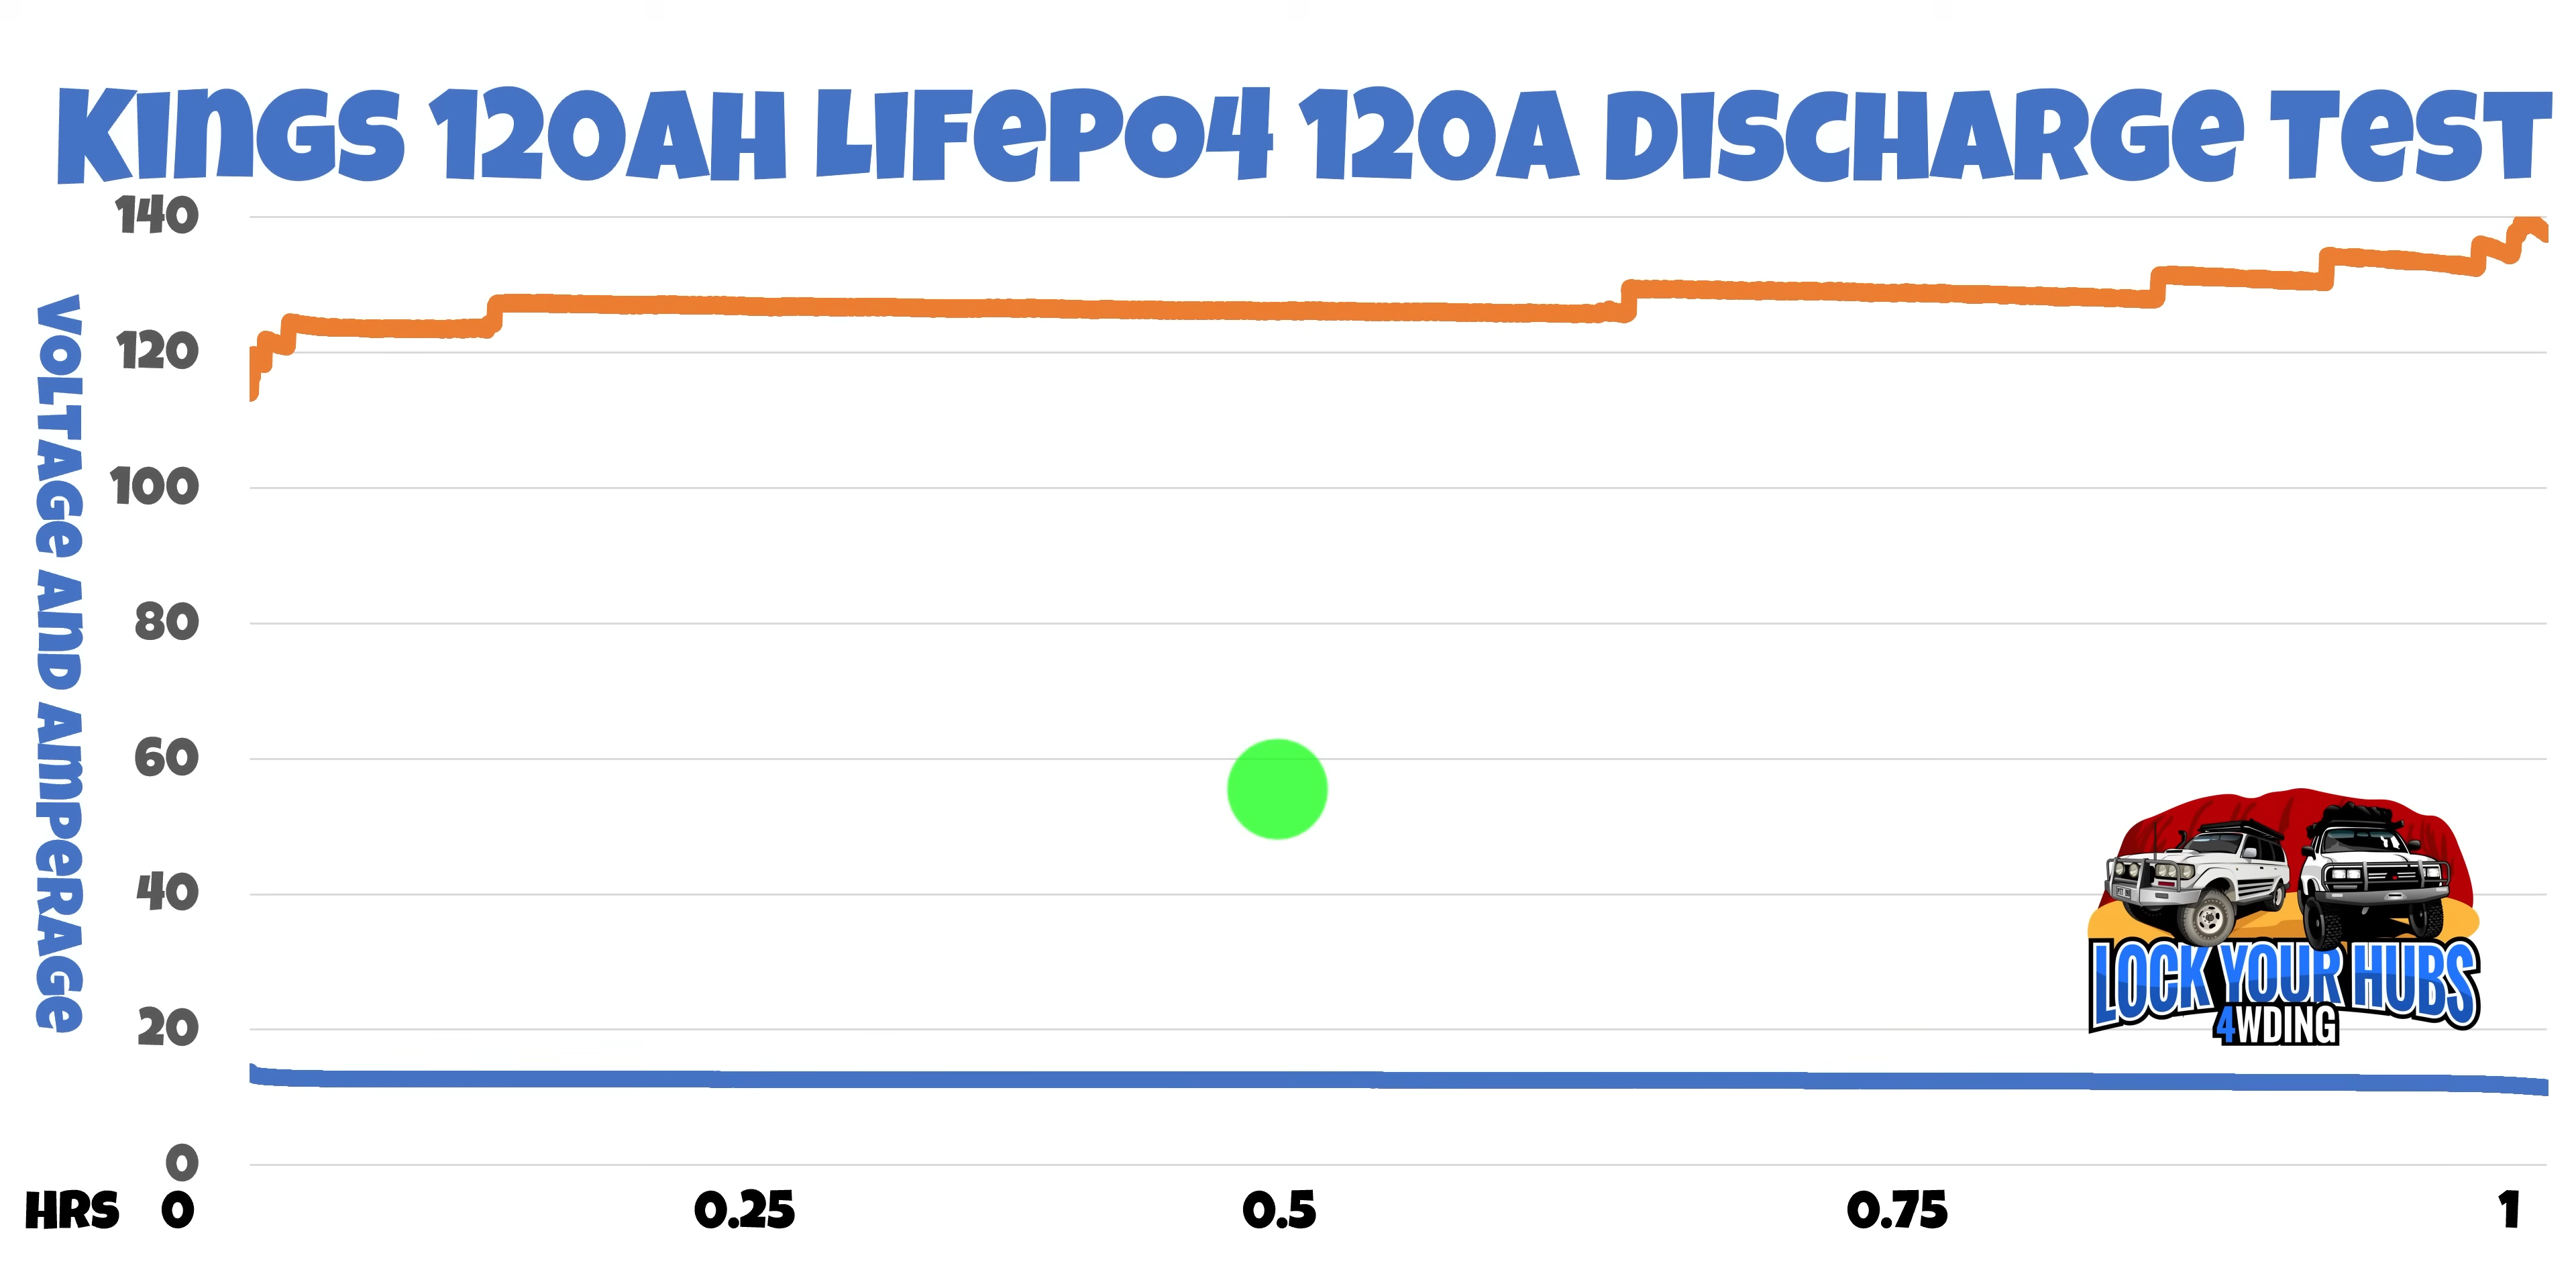 KINGS 120AH LIFePO4 120A DISCHARGE TEST
140
120
100
80
60
40
20
0
VOLTAGE AND AMPERAGE
HRS 0 0.25 0.5 0.75 1
LOCK YOUR HUBS
4WDING